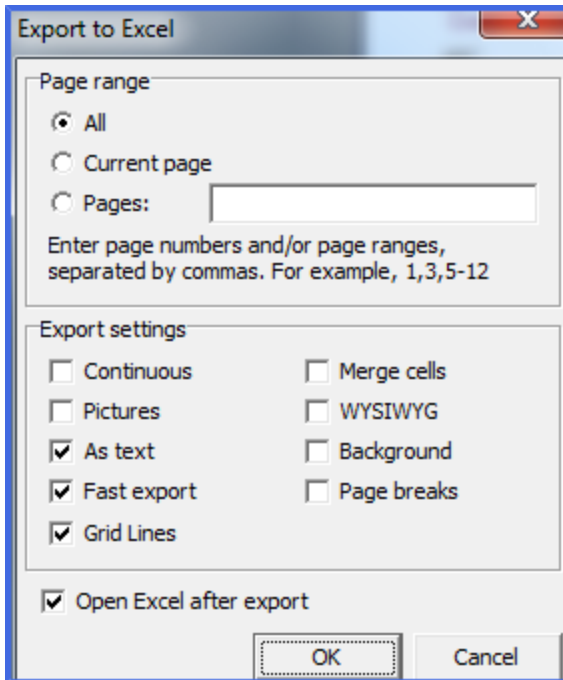 Export to Excel
Page range
All
Current page
Pages:
Enter page numbers and/or page ranges,
separated by commas. For example, 1,3,5-12
Export settings
Continuous
Merge cells
Pictures
WYSIWYG
As text
Background
Fast export
Page breaks
Grid Lines
Open Excel after export
OK
Cancel